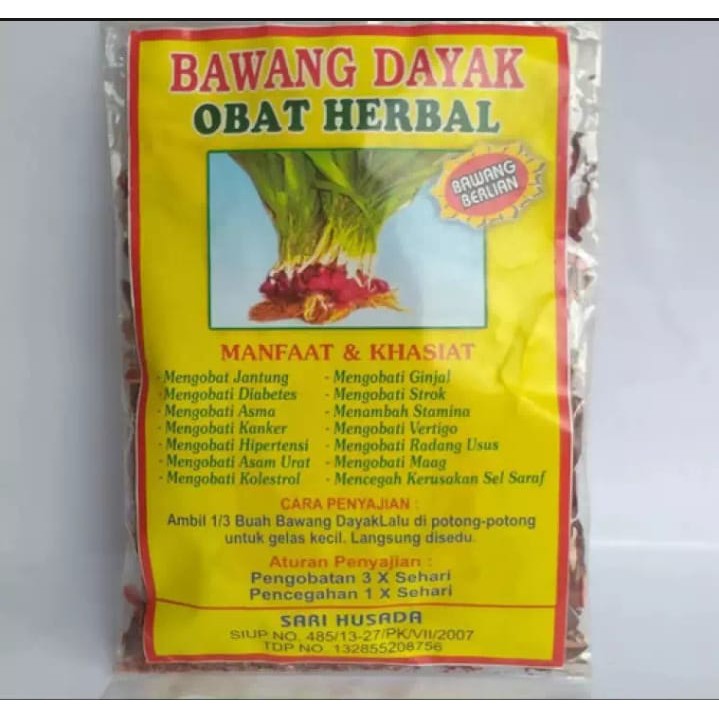 BAWANG DAYAK
OBAT HERBAL
BAWANG
BERLIAN
MANFAAT & KHASIAT
- Mengobat Jantung
- Mengobati Diabetes
- Mengobati Asma
- Mengobati Kanker
- Mengobati Hipertensi
- Mengobati Asam Urat
- Mengobati Kolestrol
- Mengobati Ginjal
- Mengobati Strok
- Menambah Stamina
- Mengobati Vertigo
- Mengobati Radang Usus
- Mengobati Maag
- Mencegah Kerusakan Sel Saraf
CARA PENYAJIAN :
Ambil 1/3 Buah Bawang DayakLalu di potong-potong
untuk gelas kecil. Langsung disedu.
Aturan Penyajian :
Pengobatan 3 X Sehari
Pencegahan 1 X Sehari
SARI HUSADA
SIUP NO. 485/13-27/PK/VII/2007
TDP NO. 132855208756